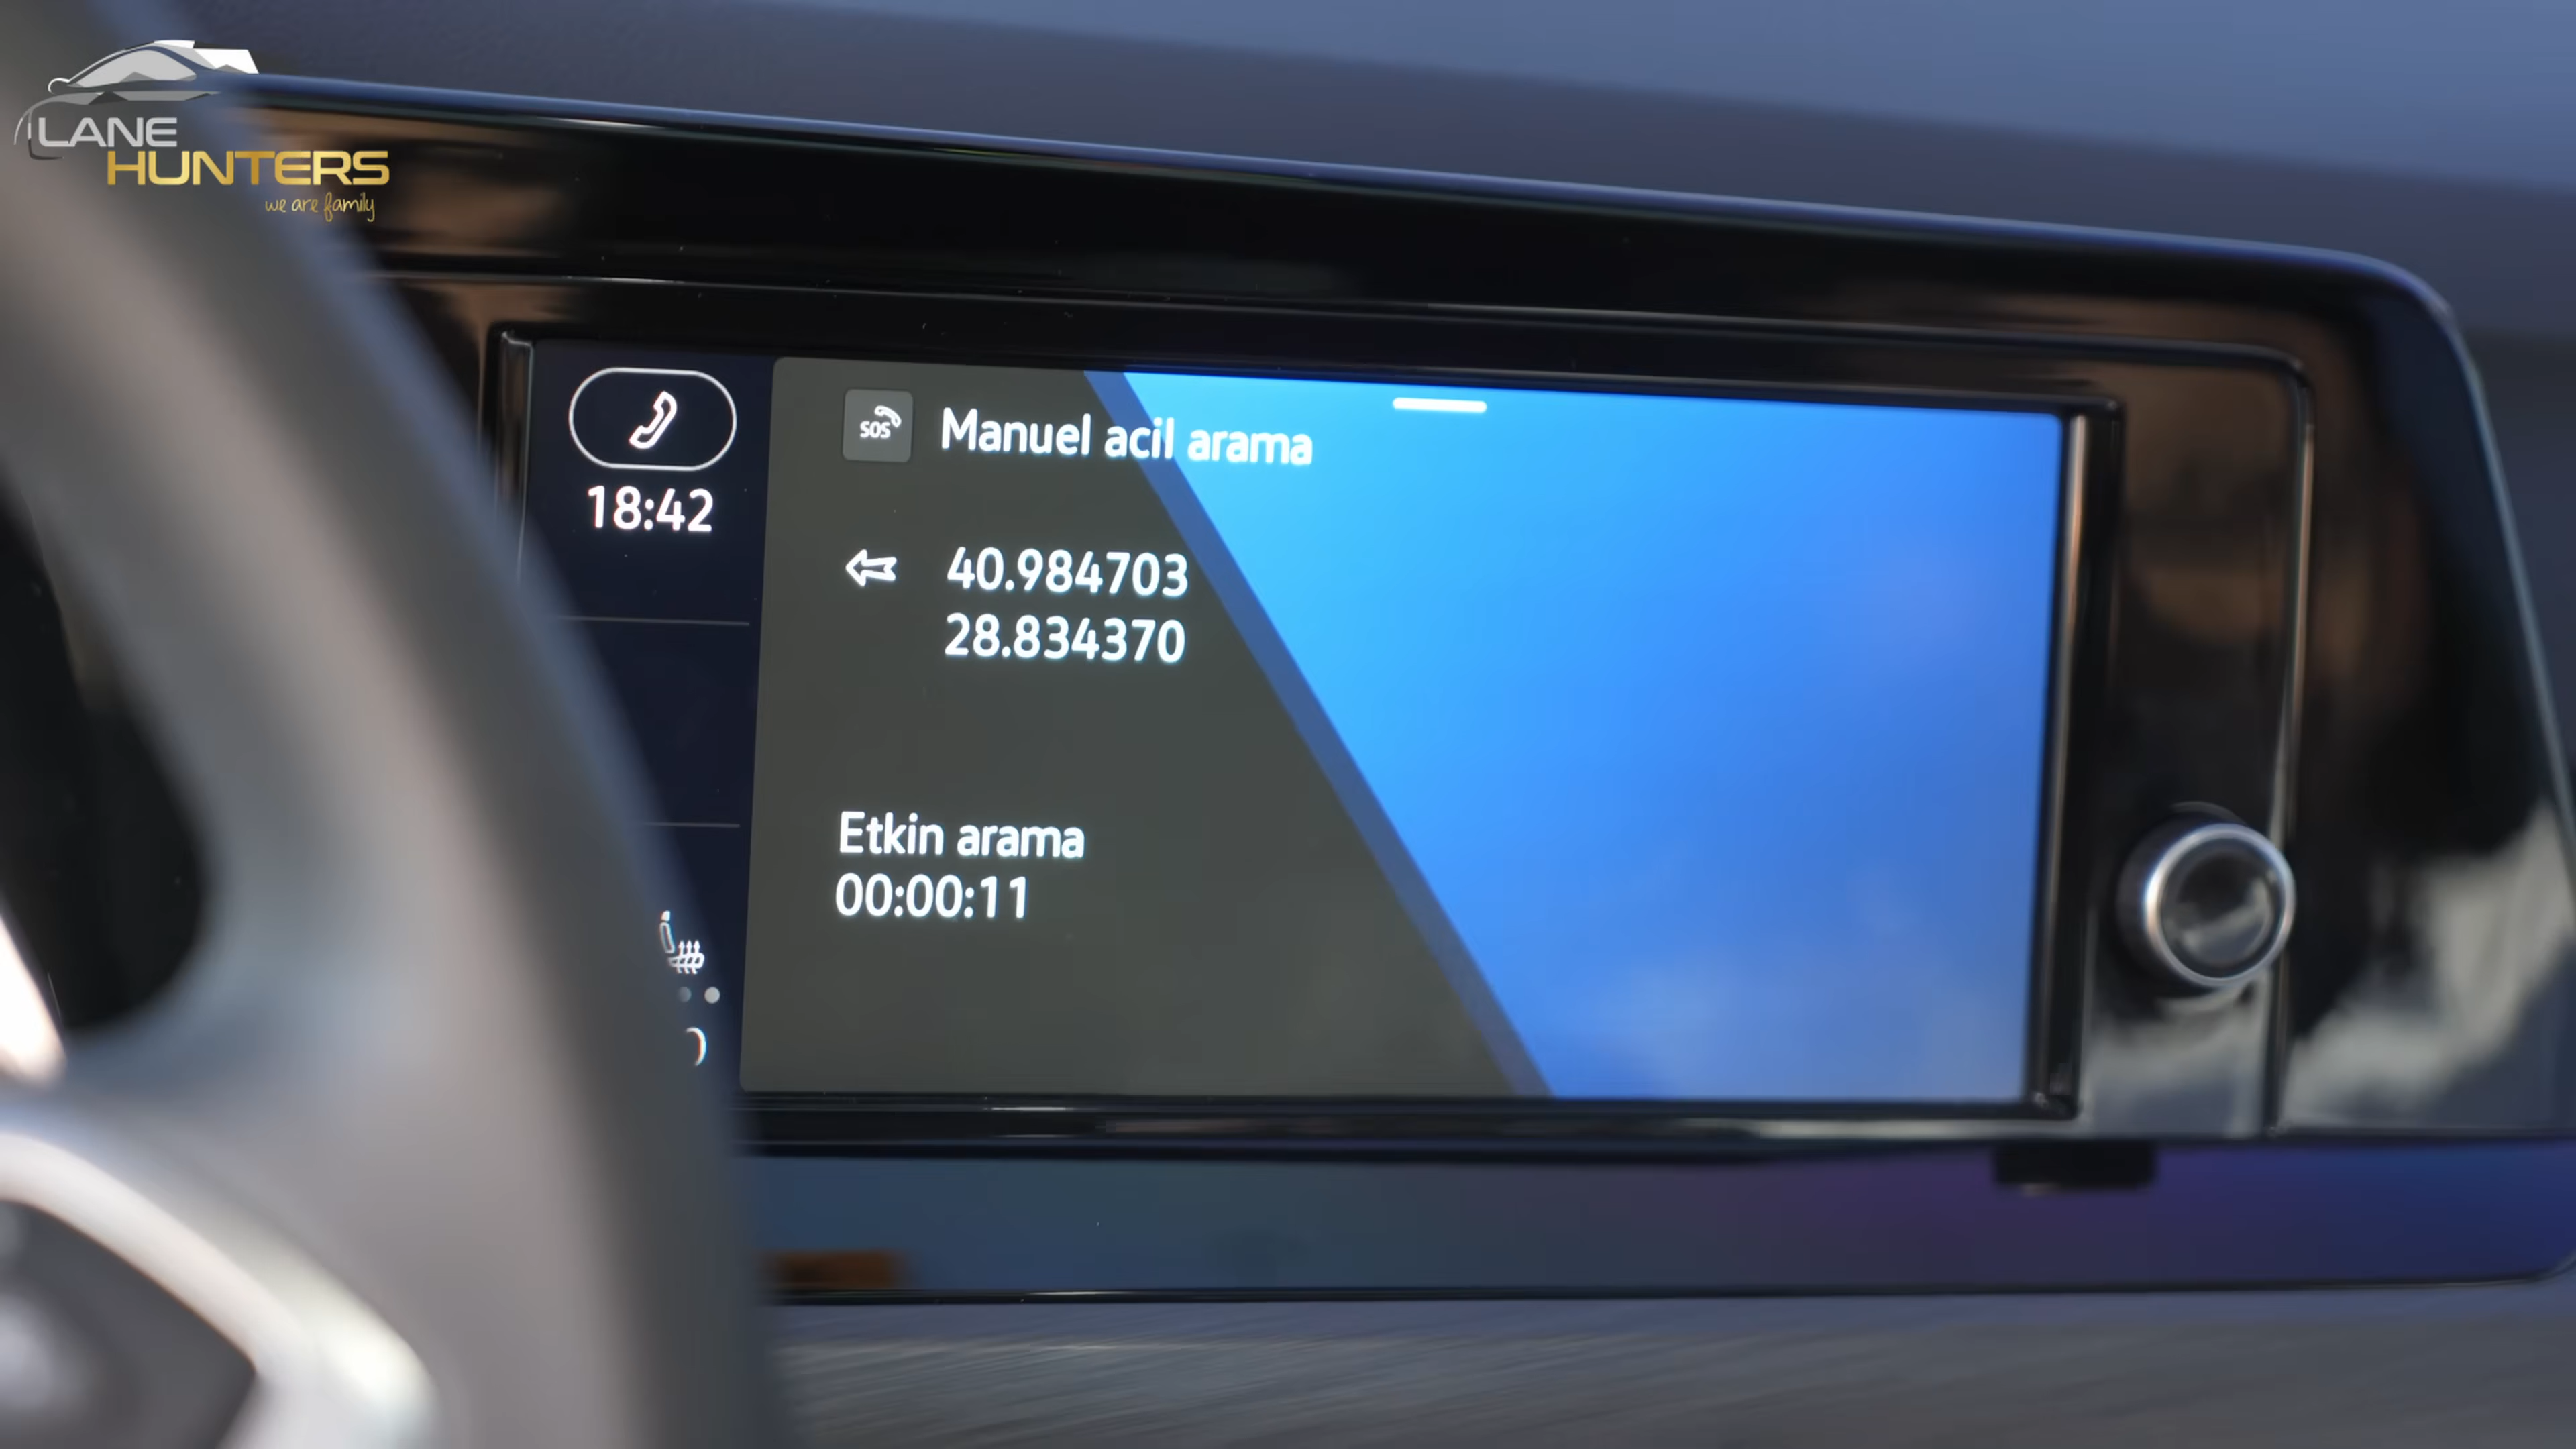 LANE
HUNTERS
we are family
18:42
SOS
Manuel acil arama
40.984703
28.834370
Etkin arama
00:00:11